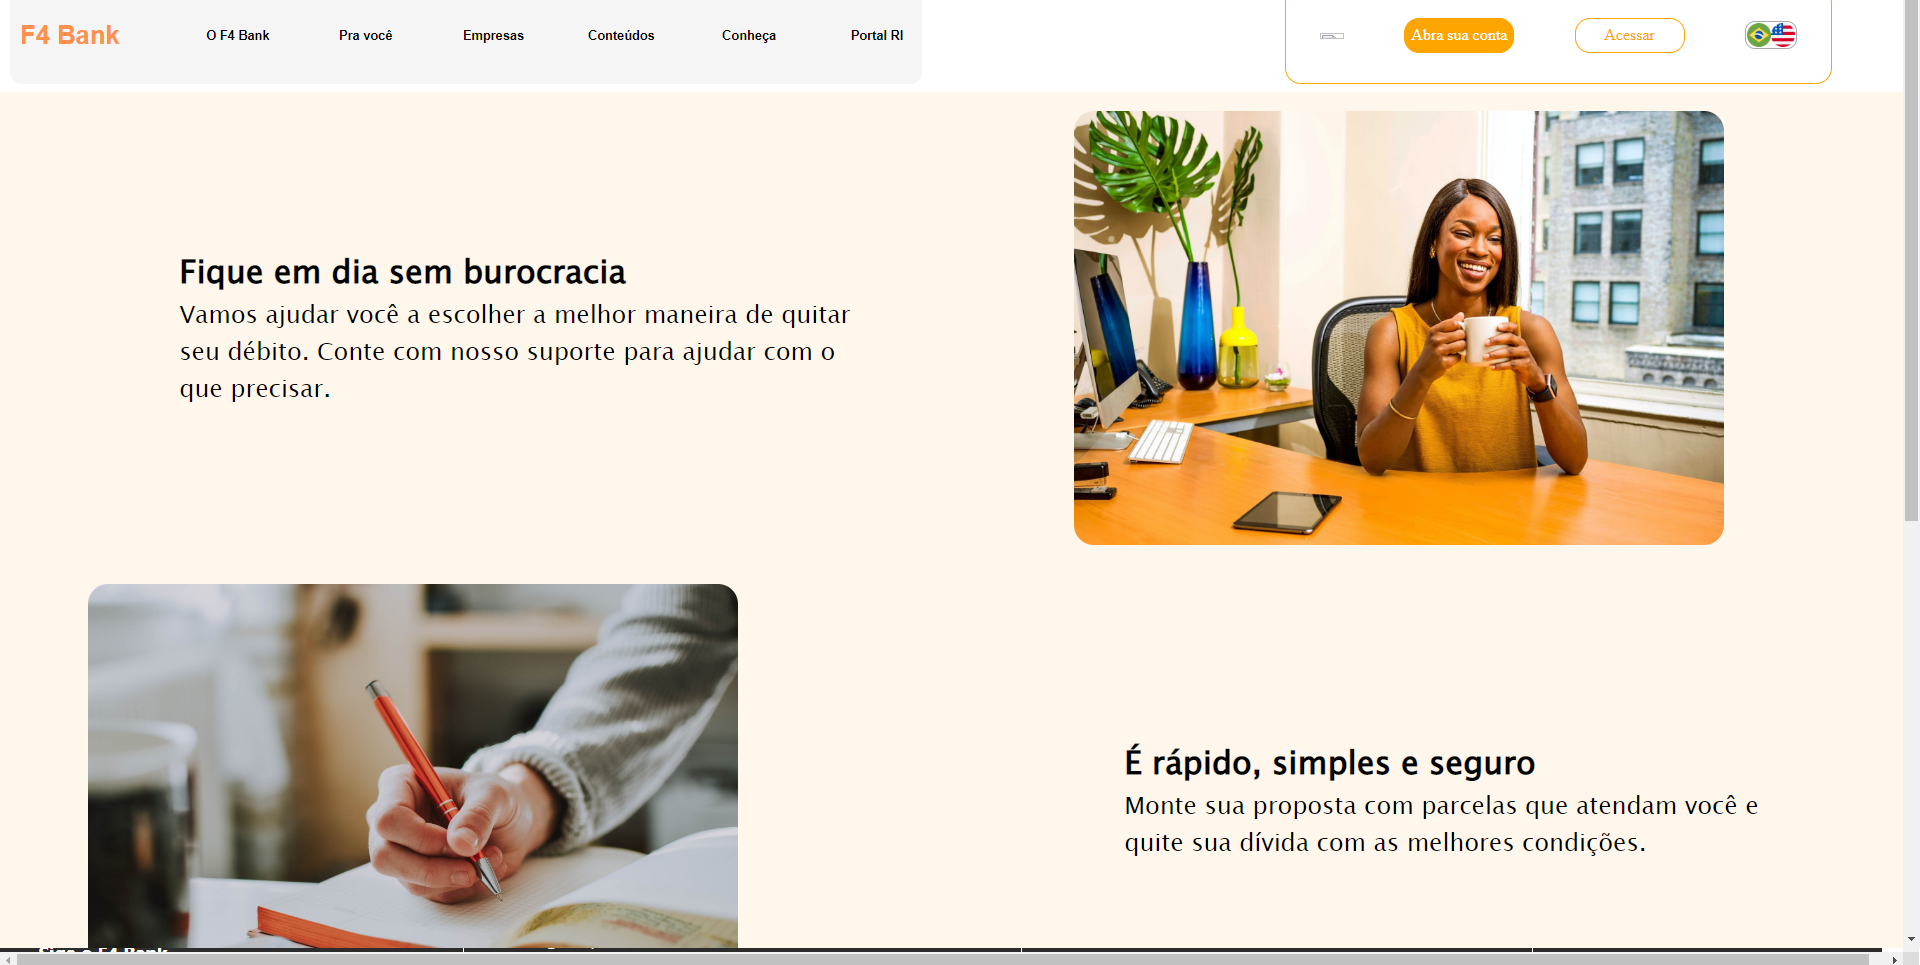 F4 Bank
O F4 Bank
Pra você
Empresas
Conteúdos
Conheça
Portal RI
Abra sua conta
Acessar
Fique em dia sem burocracia
Vamos ajudar você a escolher a melhor maneira de quitar
seu débito. Conte com nosso suporte para ajudar com o
que precisar.
É rápido, simples e seguro
Monte sua proposta com parcelas que atendam você e
quite sua dívida com as melhores condições.
Siga o F4 Bank